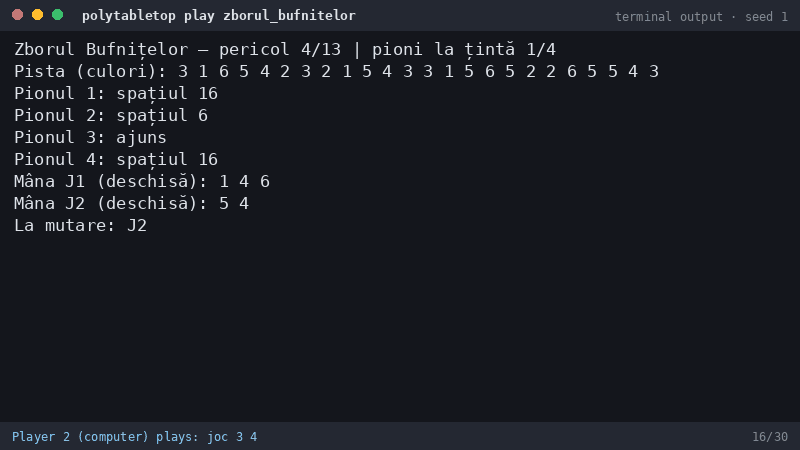 polytabletop play zborul_bufnitelor
terminal output · seed 1
Zborul Bufnițelor — pericol 4/13 | pioni la țintă 1/4
Pista (culori): 3 1 6 5 4 2 3 2 1 5 4 3 3 1 5 6 5 2 2 6 5 5 4 3
Pionul 1: spațiul 16
Pionul 2: spațiul 6
Pionul 3: ajuns
Pionul 4: spațiul 16
Mâna J1 (deschisă): 1 4 6
Mâna J2 (deschisă): 5 4
La mutare: J2
Player 2 (computer) plays: joc 3 4
16/30